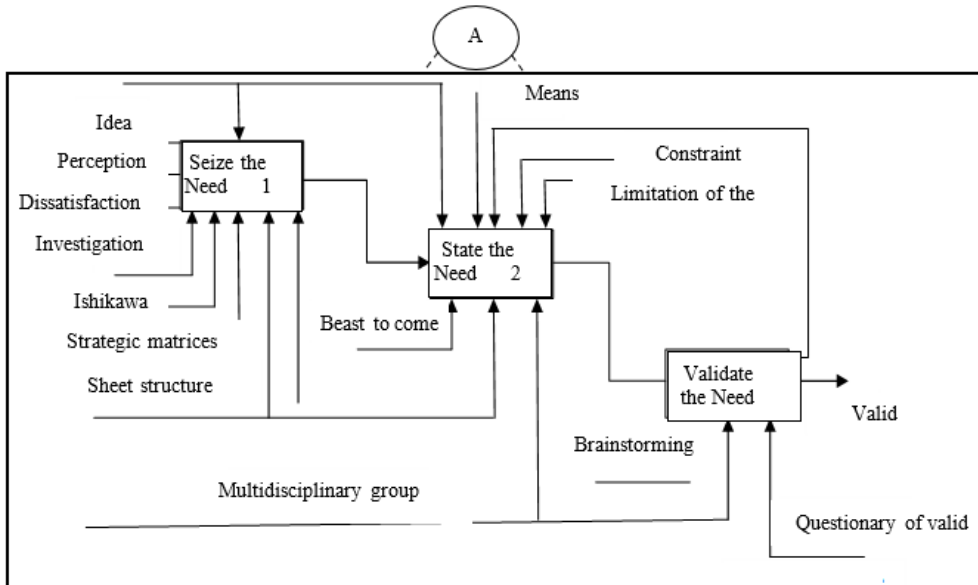 A
Means
Idea
Perception
Dissatisfaction
Investigation
Ishikawa
Strategic matrices
Sheet structure
Seize the
Need 1
Constraint
Limitation of the
State the
Need 2
Beast to come
Validate
the Need
Valid
Brainstorming
Multidisciplinary group
Questionary of valid